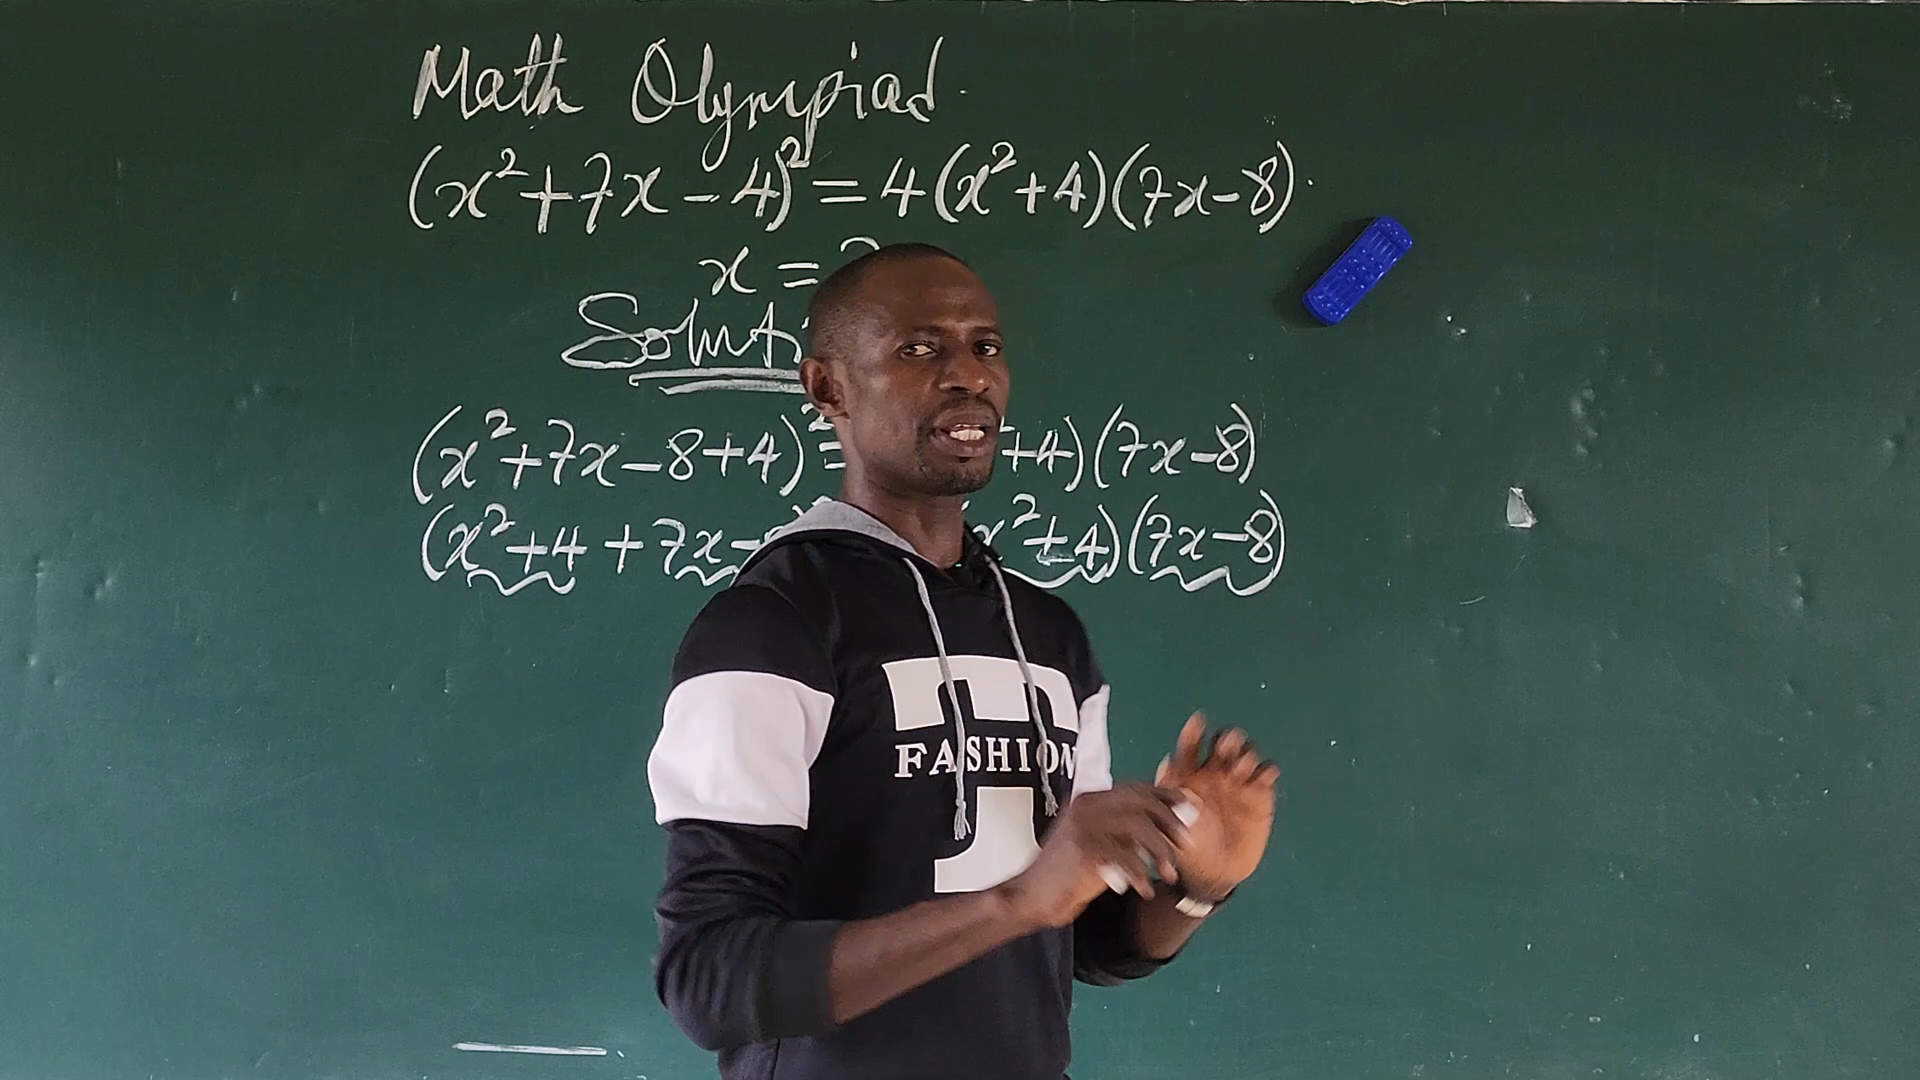 Math Olympiad.
(x²+7x-4)²=4(x²+4)(7x-8).
x =
(x²+7x-8+4)² = +4)(7x-8)
(x²+4+7x- x²+4)(7x-8)
T
FASHION